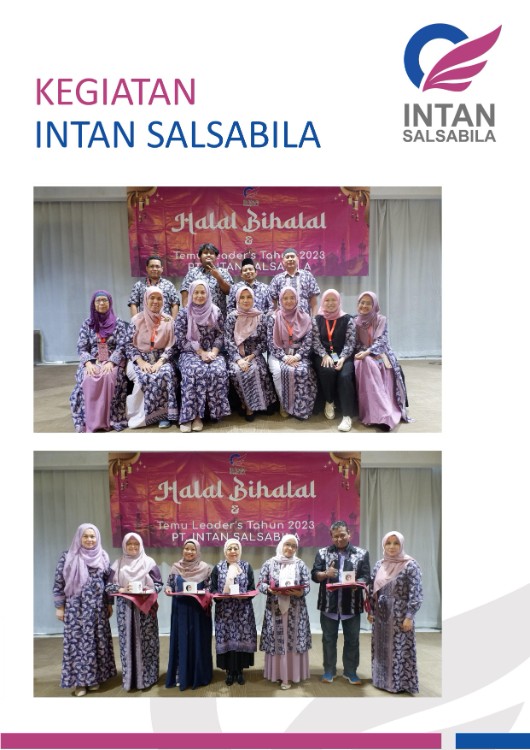 KEGIATAN
INTAN SALSABILA
INTAN
SALSABILA
Halal Bihalal
&
Temu Leader's Tahun 2023
PT. INTAN SALSABILA
Halal Bihalal
&
Temu Leader's Tahun 2023
PT. INTAN SALSABILA